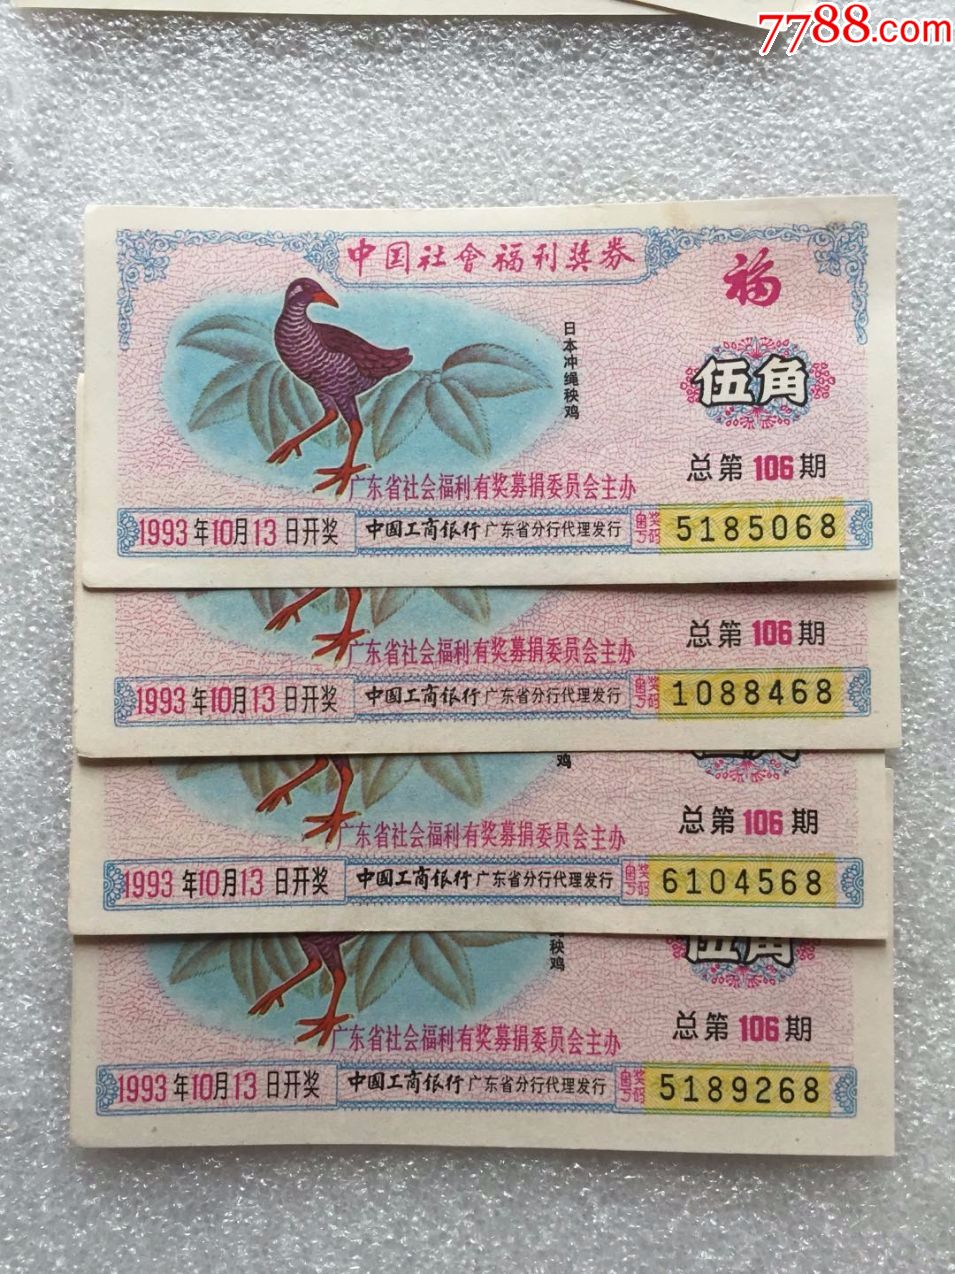 7788.com
中国社會福利奖券
福
日本冲绳秧鸡
伍角
总第106期
广东省社会福利有奖募捐委员会主办
1993年10月13日开奖 中国工商银行广东省分行代理发行 奖码 5185068
总第106期
广东省社会福利有奖募捐委员会主办
1993年10月13日开奖 中国工商银行广东省分行代理发行 奖码 1088468
鸡
总第106期
广东省社会福利有奖募捐委员会主办
1993年10月13日开奖 中国工商银行广东省分行代理发行 奖码 6104568
秧鸡
伍角
总第106期
广东省社会福利有奖募捐委员会主办
1993年10月13日开奖 中国工商银行广东省分行代理发行 奖码 5189268